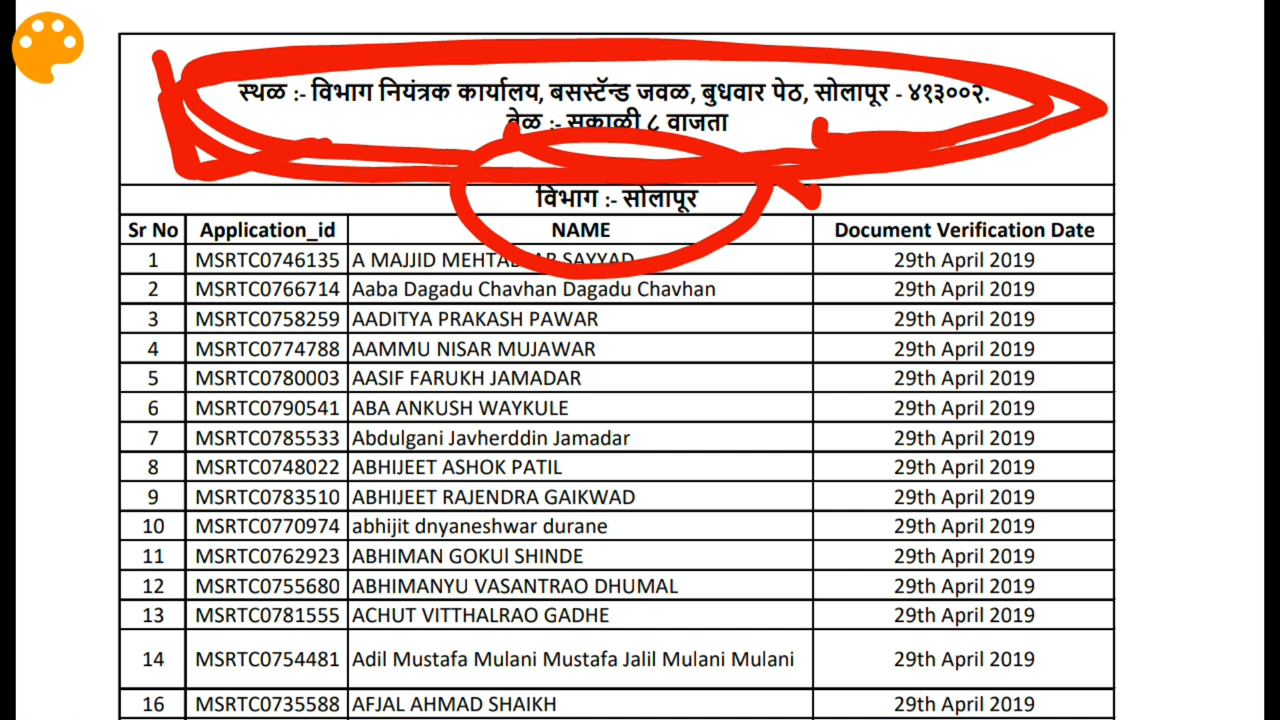 स्थळ :- विभाग नियंत्रक कार्यालय, बसस्टॅन्ड जवळ, बुधवार पेठ, सोलापूर - ४१३००२.
वेळ :- सकाळी ८ वाजता
विभाग :- सोलापूर
Sr No Application_id NAME Document Verification Date
1 MSRTC0746135 A MAJJID SAYYAD 29th April 2019
2 MSRTC0766714 Aaba Dagadu Chavhan Dagadu Chavhan 29th April 2019
3 MSRTC0758259 AADITYA PRAKASH PAWAR 29th April 2019
4 MSRTC0774788 AAMMU NISAR MUJAWAR 29th April 2019
5 MSRTC0780003 AASIF FARUKH JAMADAR 29th April 2019
6 MSRTC0790541 ABA ANKUSH WAYKULE 29th April 2019
7 MSRTC0785533 Abdulgani Javherddin Jamadar 29th April 2019
8 MSRTC0748022 ABHIJEET ASHOK PATIL 29th April 2019
9 MSRTC0783510 ABHIJEET RAJENDRA GAIKWAD 29th April 2019
10 MSRTC0770974 abhijit dnyaneshwar durane 29th April 2019
11 MSRTC0762923 ABHIMAN GOKUl SHINDE 29th April 2019
12 MSRTC0755680 ABHIMANYU VASANTRAO DHUMAL 29th April 2019
13 MSRTC0781555 ACHUT VITTHALRAO GADHE 29th April 2019
14 MSRTC0754481 Adil Mustafa Mulani Mustafa Jalil Mulani Mulani 29th April 2019
16 MSRTC0735588 AFJAL AHMAD SHAIKH 29th April 2019